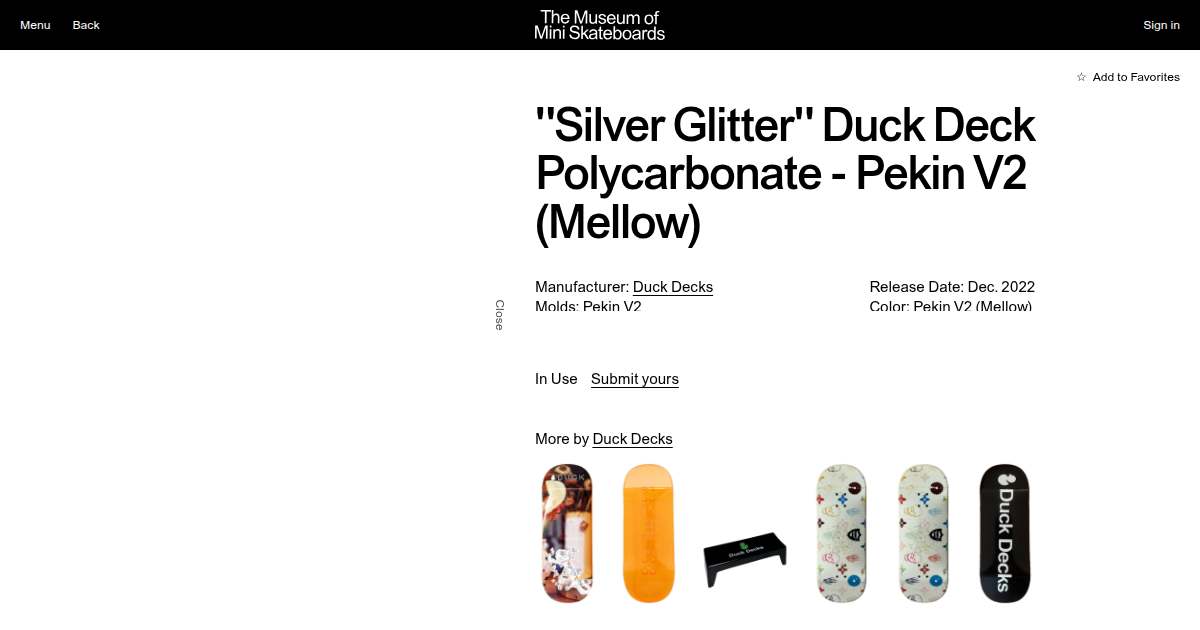 Menu
Back
The Museum of
Mini Skateboards
Sign in
☆ Add to Favorites
"Silver Glitter" Duck Deck
Polycarbonate - Pekin V2
(Mellow)
Manufacturer: Duck Decks
Release Date: Dec. 2022
Molds: Pekin V2
Color: Pekin V2 (Mellow)
Close
In Use Submit yours
More by Duck Decks
DUCK
Duck Decks
Duck Decks